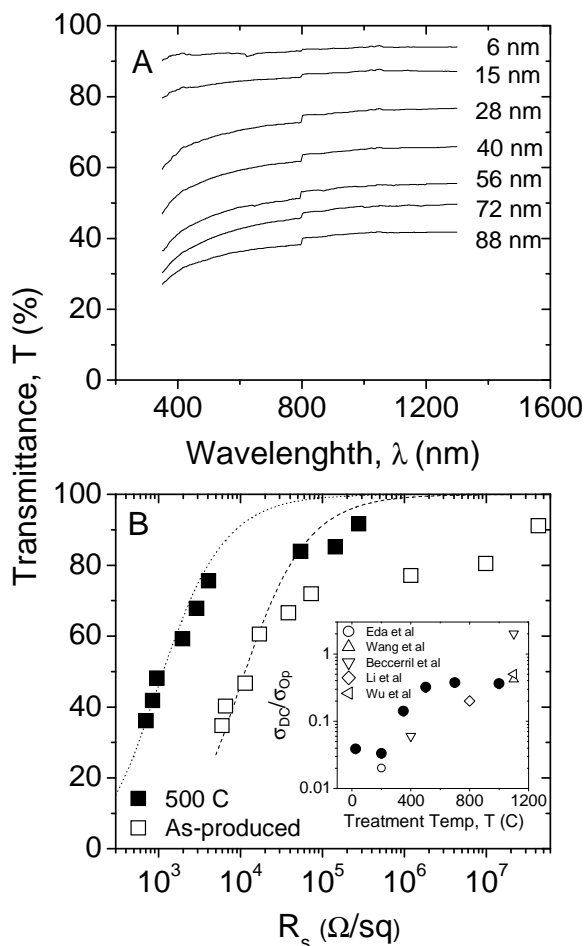 100
A
6 nm
80
15 nm
28 nm
60
40 nm
56 nm
40
72 nm
88 nm
20
0
400 800 1200 1600
Wavelenghth, λ (nm)
Transmittance, T (%)
100
B
80
60
40
20
0
Eda et al
Wang et al
Beccerril et al
Li et al
Wu et al
1
0.1
0.01
σDC/σOp
0 400 800 1200
Treatment Temp, T (C)
500 C
As-produced
10³ 10⁴ 10⁵ 10⁶ 10⁷
Rs (Ω/sq)